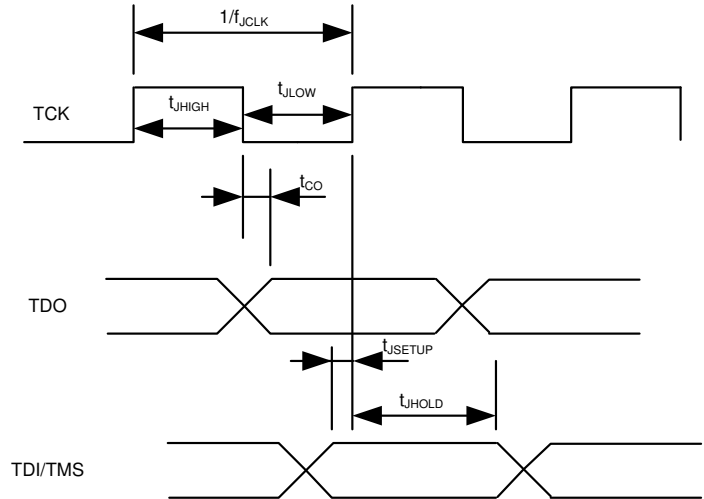 1/fJCLK
tJHIGH
tJLOW
TCK
tCO
TDO
tJSETUP
tJHOLD
TDI/TMS